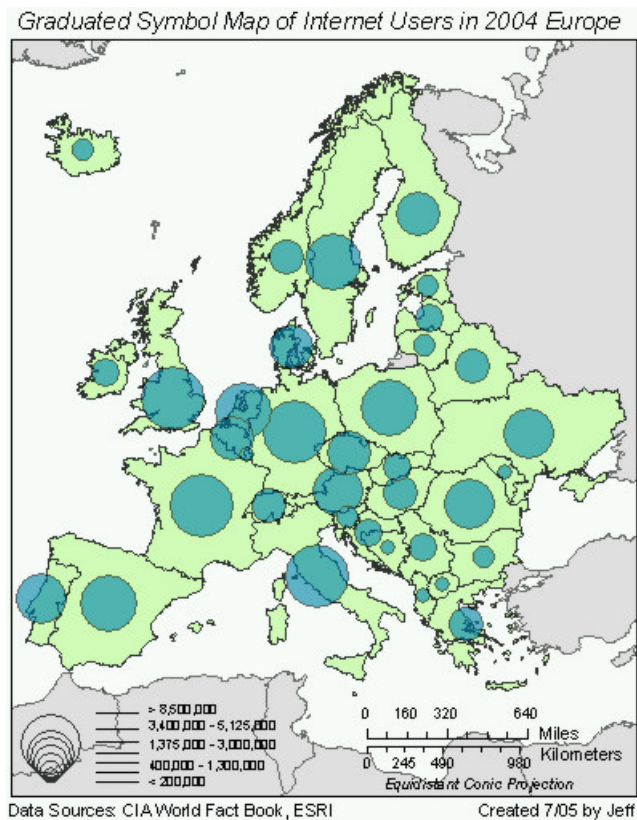 Graduated Symbol Map of Internet Users in 2004 Europe
> 8,500,000
3,400,000 - 5,125,000
1,375,000 - 3,000,000
400,000 - 1,300,000
< 200,000
0 160 320 640
Miles
Kilometers
0 245 490 980
Equidistant Conic Projection
Data Sources: CIA World Fact Book, ESRI
Created 7/05 by Jeff